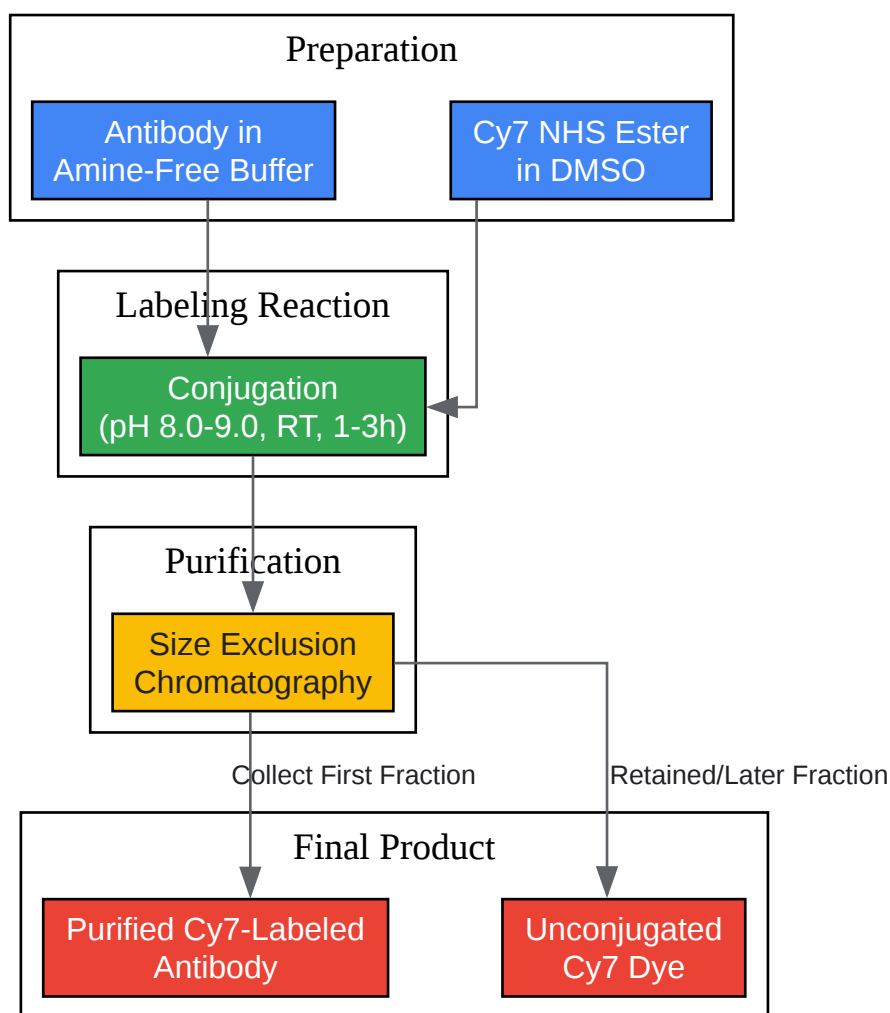 Preparation
Antibody in
Amine-Free Buffer
Cy7 NHS Ester
in DMSO
Labeling Reaction
Conjugation
(pH 8.0-9.0, RT, 1-3h)
Purification
Size Exclusion
Chromatography
Collect First Fraction
Retained/Later Fraction
Final Product
Purified Cy7-Labeled
Antibody
Unconjugated
Cy7 Dye